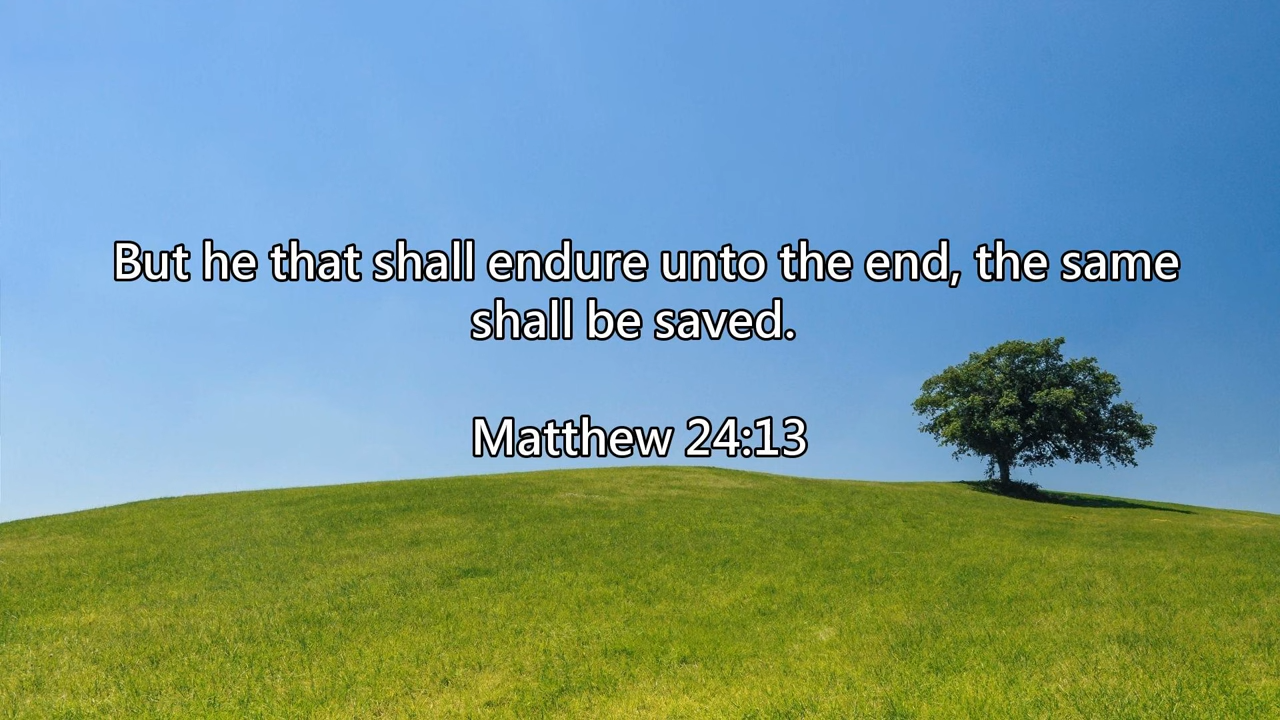 But he that shall endure unto the end, the same
shall be saved.
Matthew 24:13